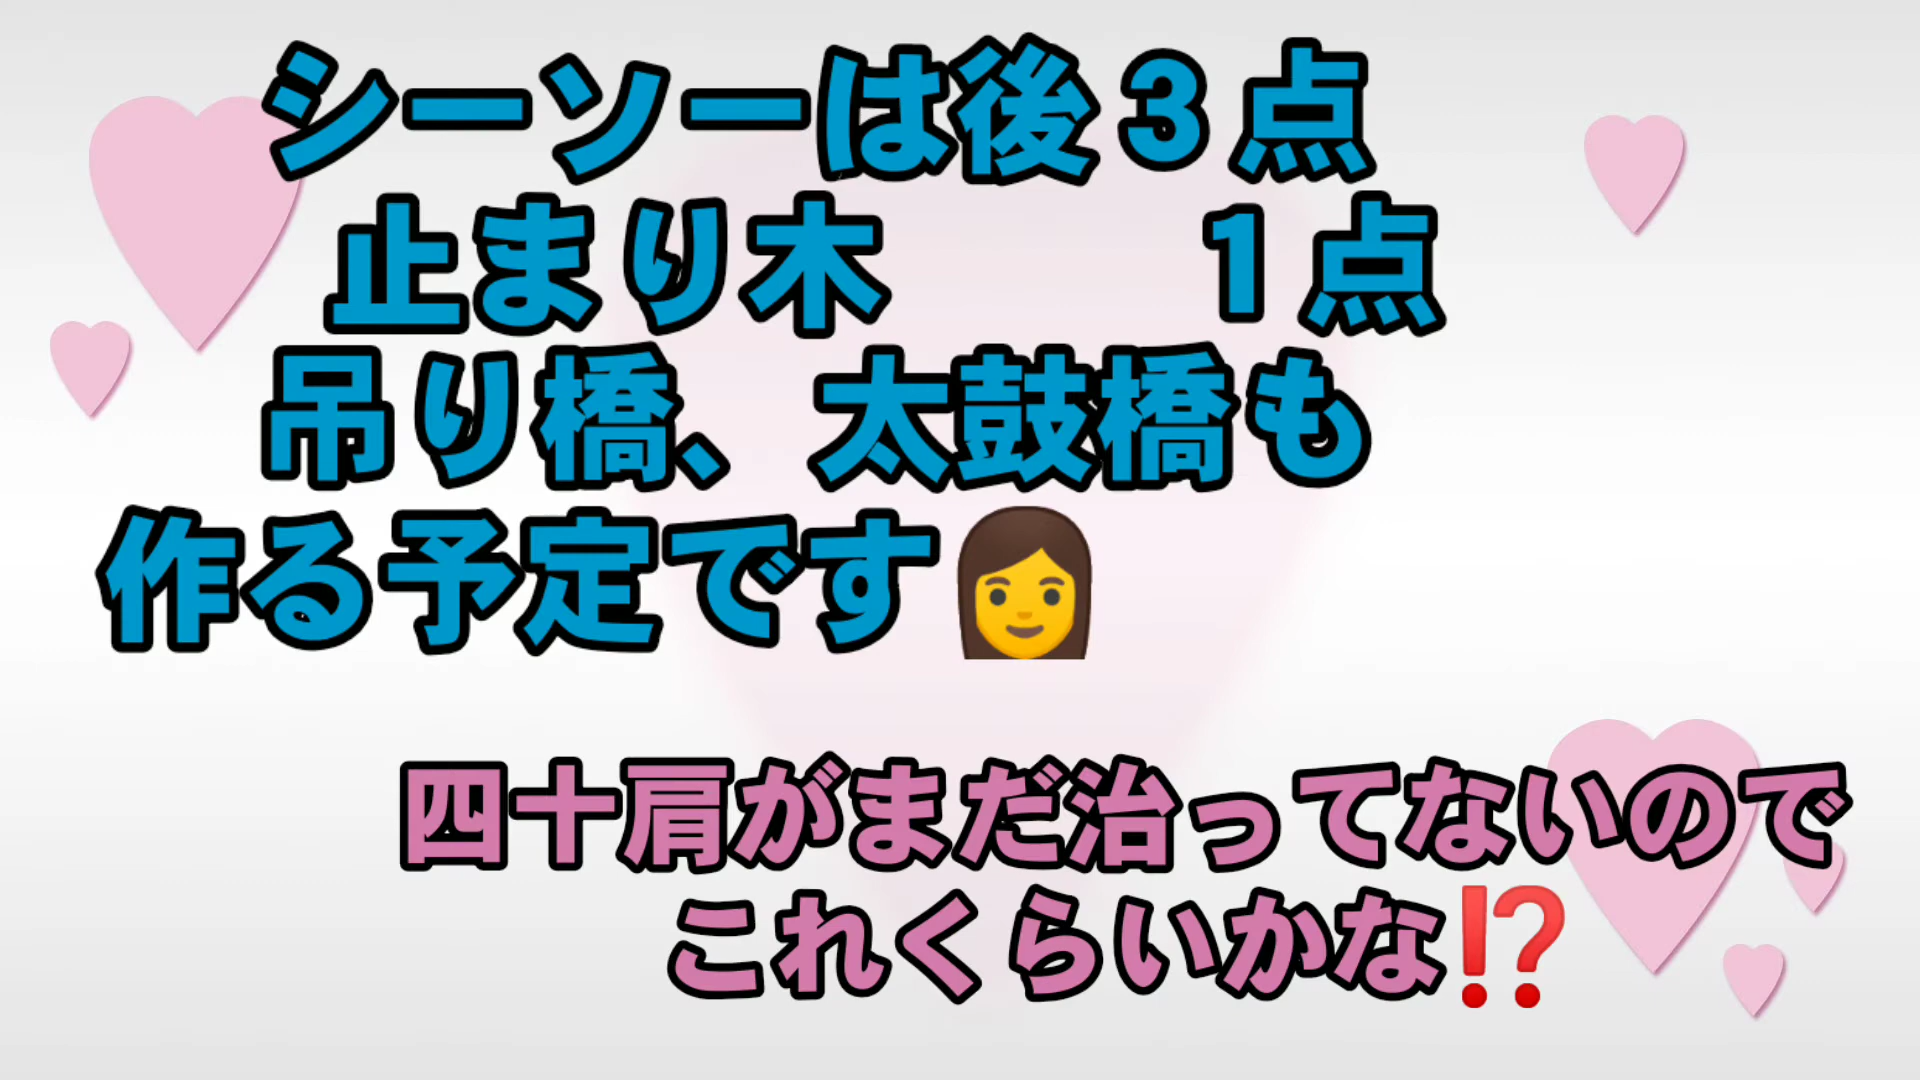 シーソーは後３点
止まり木　　１点
吊り橋、太鼓橋も
作る予定です👩
四十肩がまだ治ってないので
これくらいかな⁉️